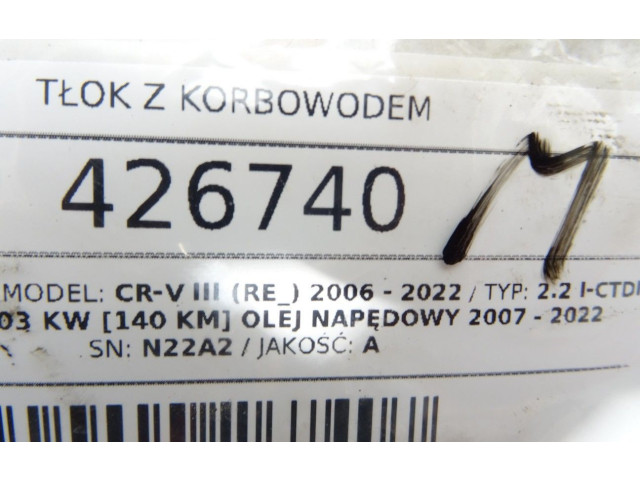 TŁOK Z KORBOWODEM
426740 M
MODEL: CR-V III (RE_) 2006 - 2022 / TYP: 2.2 I-CTDI
03 KW [140 KM] OLEJ NAPĘDOWY 2007 - 2022
SN: N22A2 / JAKOŚĆ: A